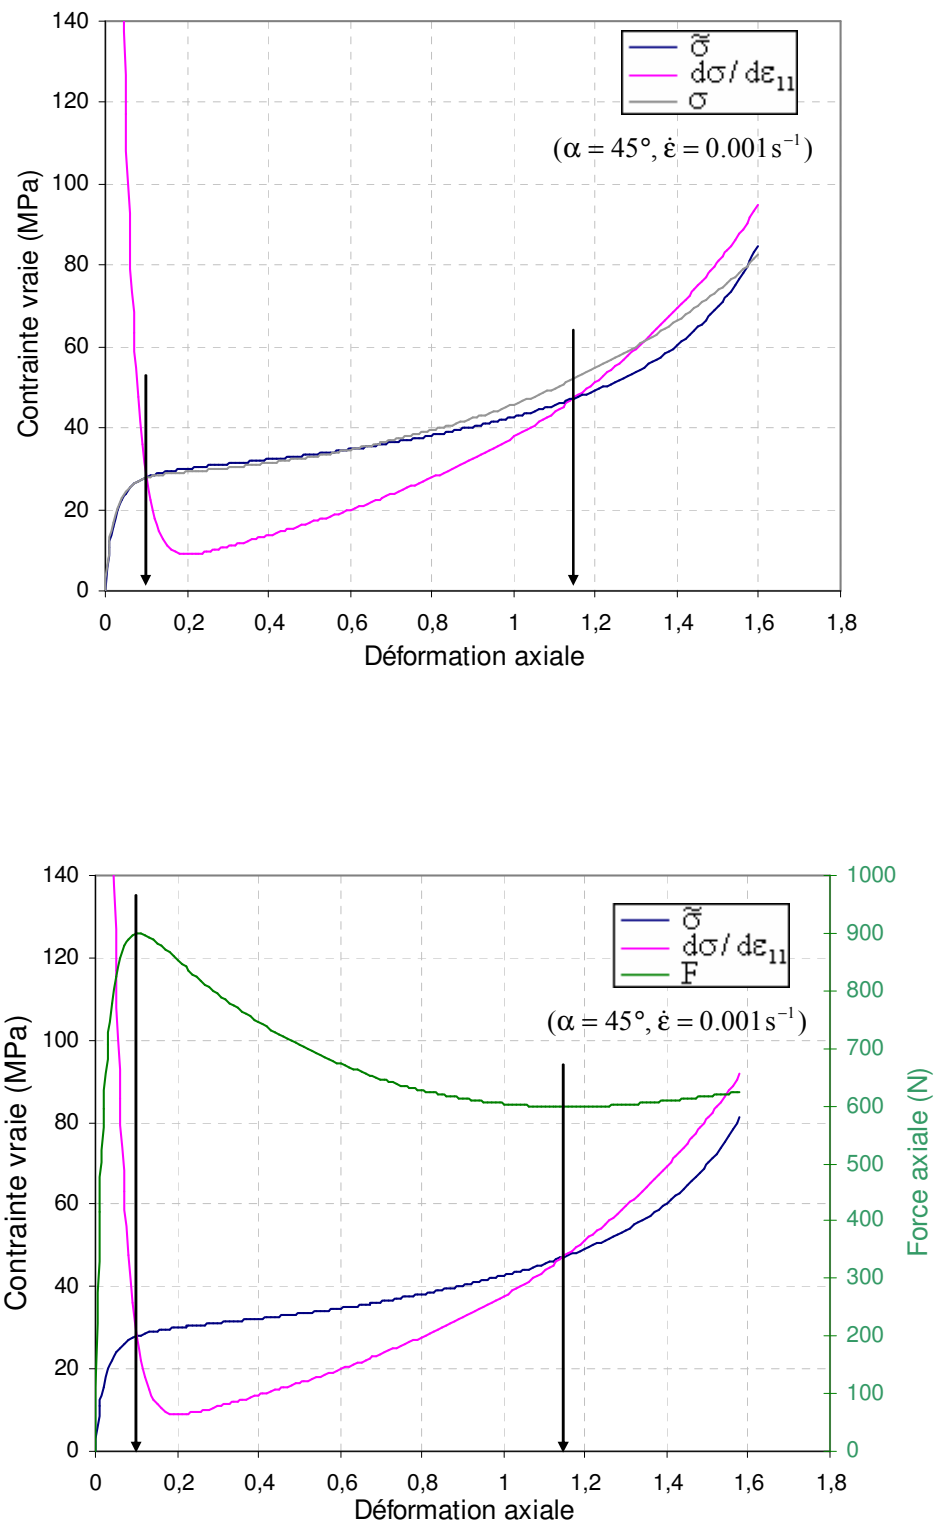 140
120
100
80
60
40
20
0
Contrainte vraie (MPa)
σ̃
dσ/dε₁₁
σ
(α = 45°, ε̇ = 0.001 s⁻¹)
0 0,2 0,4 0,6 0,8 1 1,2 1,4 1,6 1,8
Déformation axiale
140
120
100
80
60
40
20
0
Contrainte vraie (MPa)
σ̃
dσ/dε₁₁
F
(α = 45°, ε̇ = 0.001 s⁻¹)
1000
900
800
700
600
500
400
300
200
100
0
Force axiale (N)
0 0,2 0,4 0,6 0,8 1 1,2 1,4 1,6 1,8
Déformation axiale